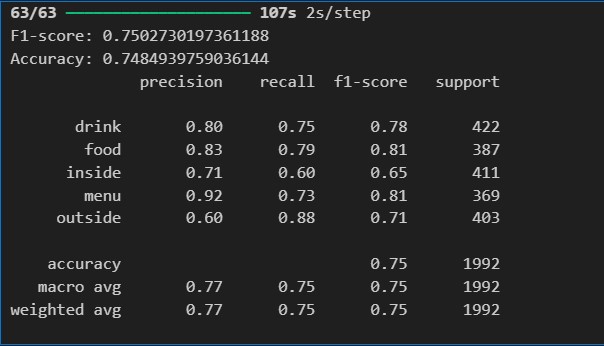 63/63 ━━━━━━━━━━━━━━━━━━━━ 107s 2s/step
F1-score: 0.7502730197361188
Accuracy: 0.7484939759036144
precision recall f1-score support
drink 0.80 0.75 0.78 422
food 0.83 0.79 0.81 387
inside 0.71 0.60 0.65 411
menu 0.92 0.73 0.81 369
outside 0.60 0.88 0.71 403
accuracy 0.75 1992
macro avg 0.77 0.75 0.75 1992
weighted avg 0.77 0.75 0.75 1992